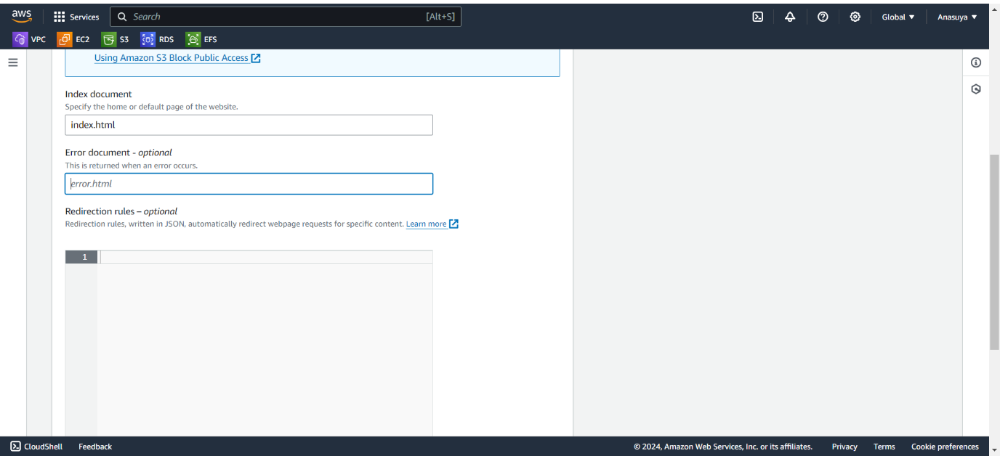 aws Services Search [Alt+S] Global ▼ Anasuya ▼
VPC EC2 S3 RDS EFS
Using Amazon S3 Block Public Access
Index document
Specify the home or default page of the website.
index.html
Error document - optional
This is returned when an error occurs.
error.html
Redirection rules – optional
Redirection rules, written in JSON, automatically redirect webpage requests for specific content. Learn more
1
CloudShell Feedback © 2024, Amazon Web Services, Inc. or its affiliates. Privacy Terms Cookie preferences